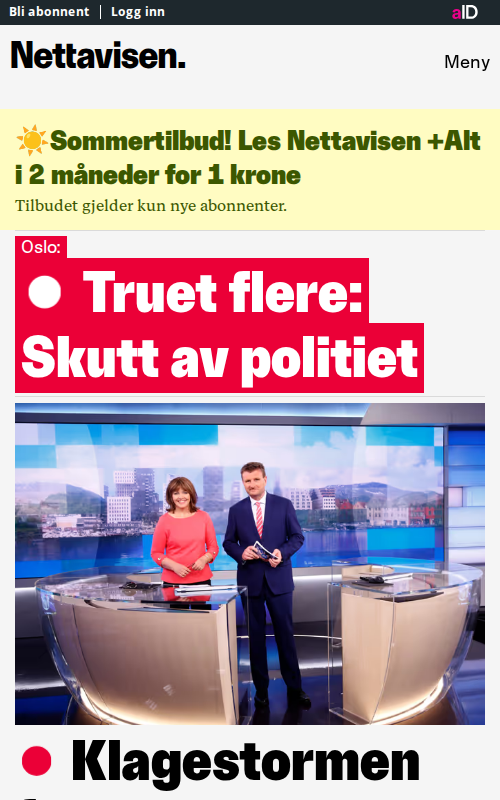 Bli abonnent
Logg inn
aID
Nettavisen.
Meny
☀️Sommertilbud! Les Nettavisen +Alt
i 2 måneder for 1 krone
Tilbudet gjelder kun nye abonnenter.
Oslo:
Truet flere:
Skutt av politiet
Klagestormen